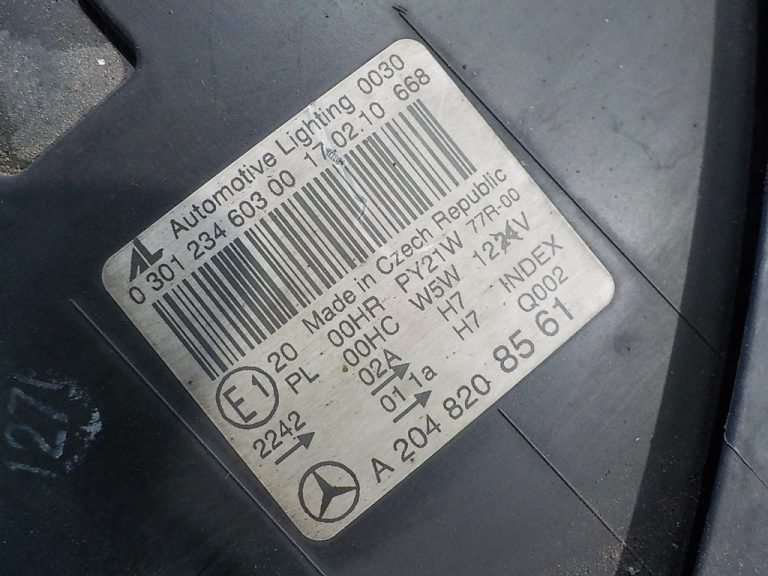 AL Automotive Lighting 0030
0 301 234 603 00 17.02.10 668
Made in Czech Republic
E1 20 00HR PY21W 77R-00
PL 00HC W5W 12V
02A H7 INDEX
2242 01 1a H7 Q002
A 204 820 85 61
127